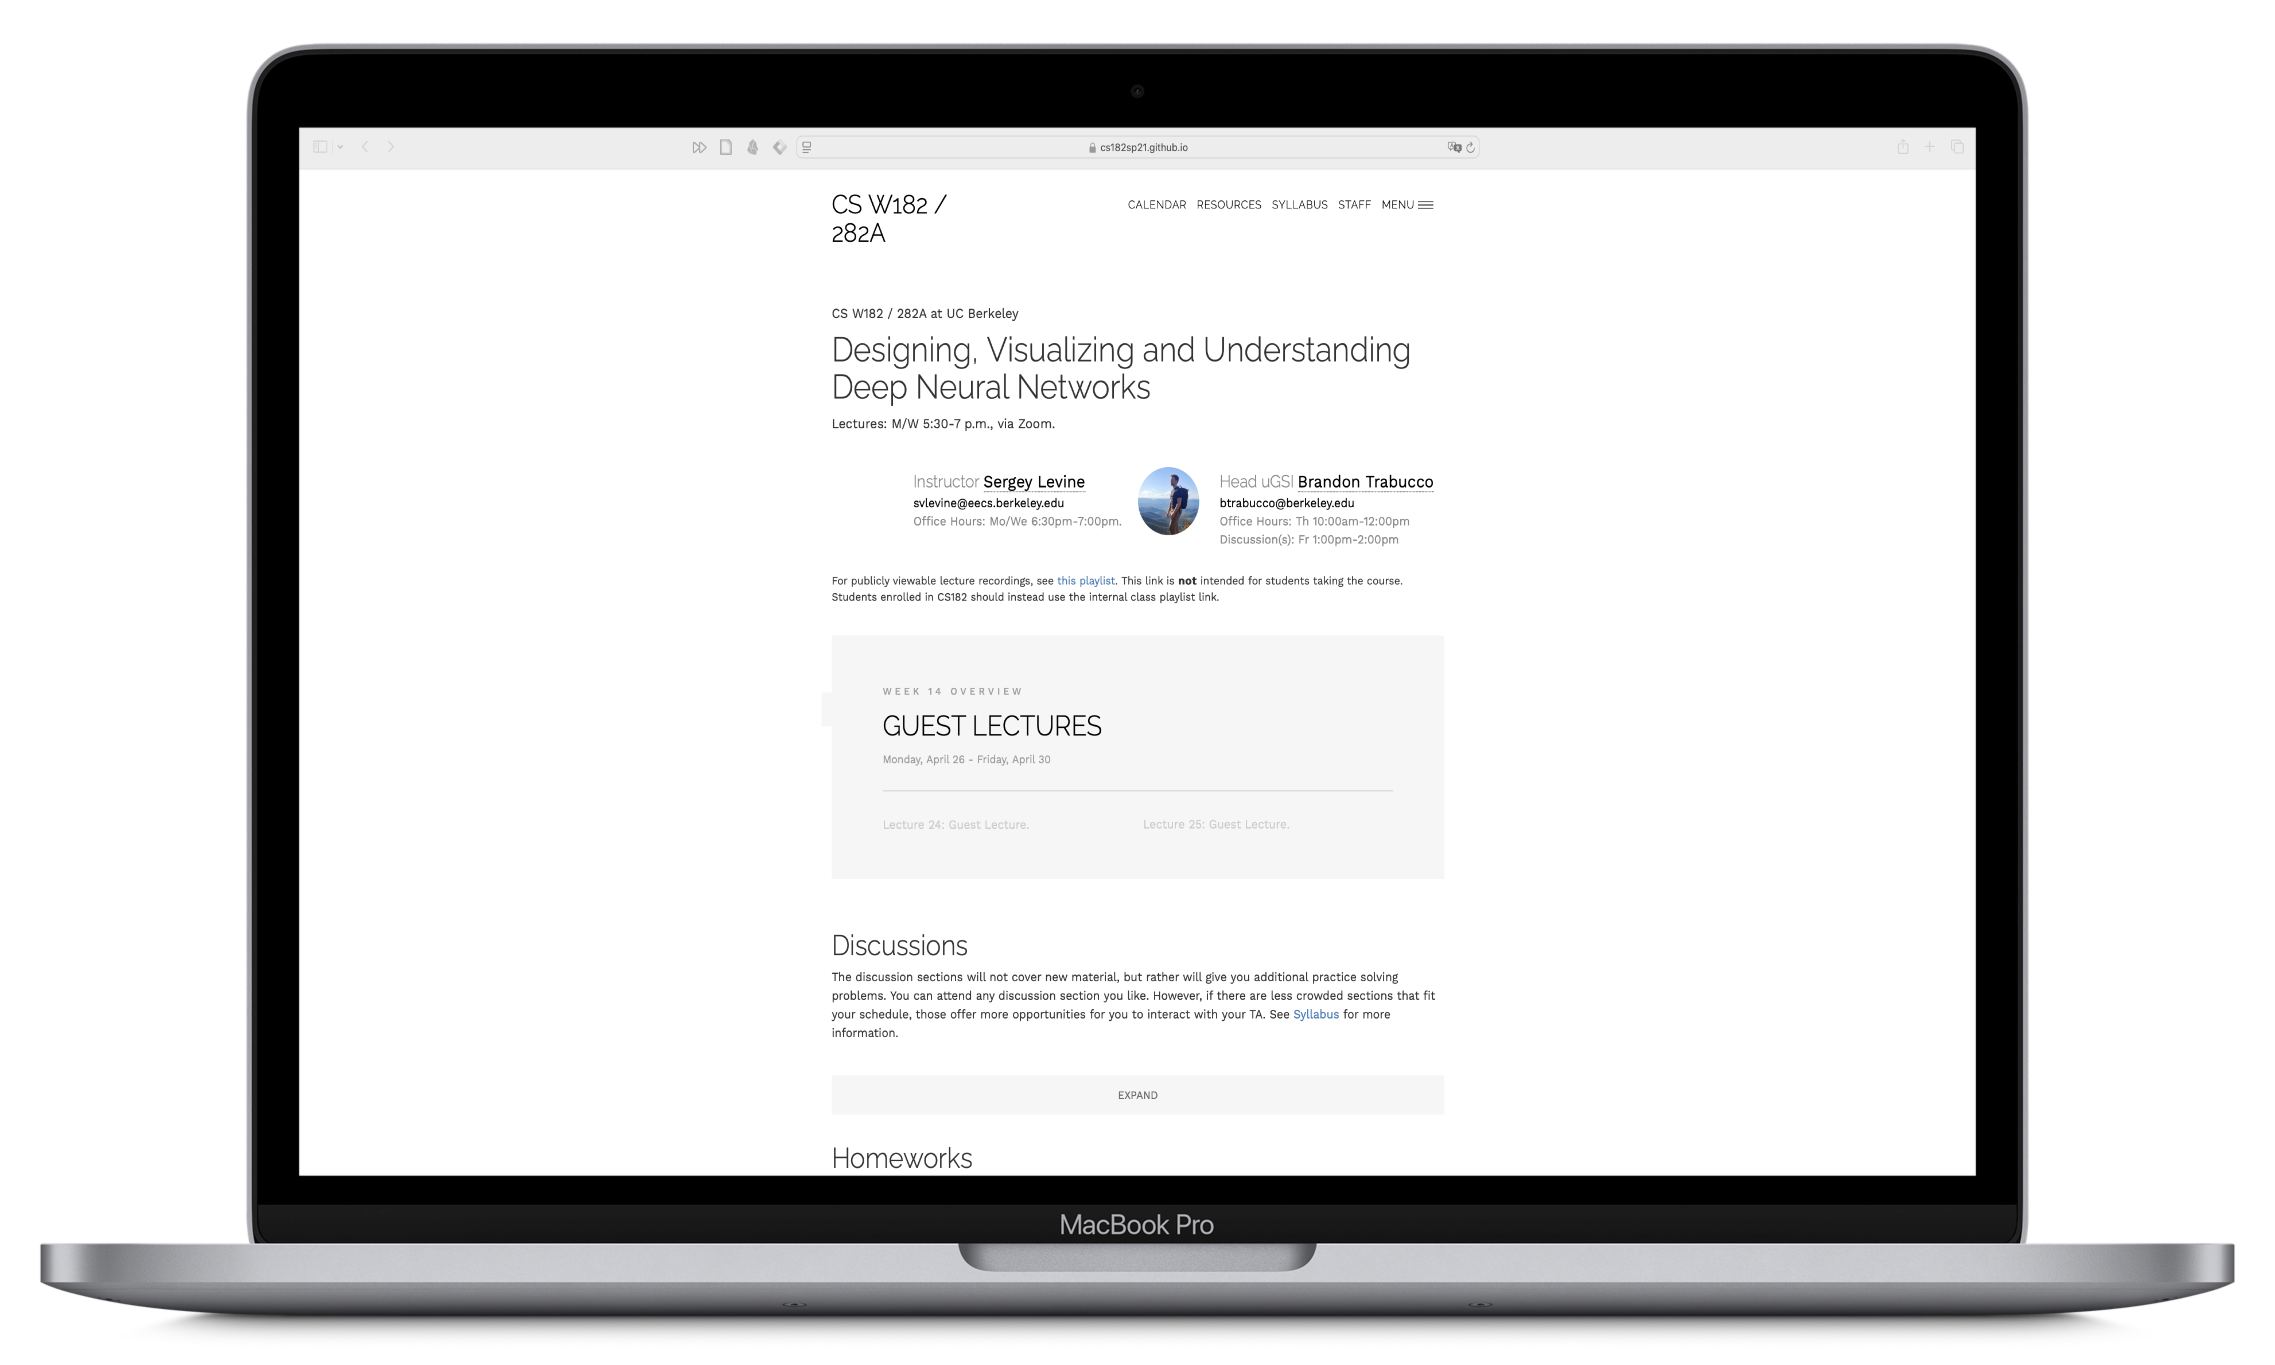 cs182sp21.github.io
CS W182 /
282A
CALENDAR RESOURCES SYLLABUS STAFF MENU
CS W182 / 282A at UC Berkeley
Designing, Visualizing and Understanding
Deep Neural Networks
Lectures: M/W 5:30-7 p.m., via Zoom.
Instructor Sergey Levine
svlevine@eecs.berkeley.edu
Office Hours: Mo/We 6:30pm-7:00pm.
Head uGSI Brandon Trabucco
btrabucco@berkeley.edu
Office Hours: Th 10:00am-12:00pm
Discussion(s): Fr 1:00pm-2:00pm
For publicly viewable lecture recordings, see this playlist. This link is not intended for students taking the course.
Students enrolled in CS182 should instead use the internal class playlist link.
WEEK 14 OVERVIEW
GUEST LECTURES
Monday, April 26 - Friday, April 30
Lecture 24: Guest Lecture.
Lecture 25: Guest Lecture.
Discussions
The discussion sections will not cover new material, but rather will give you additional practice solving
problems. You can attend any discussion section you like. However, if there are less crowded sections that fit
your schedule, those offer more opportunities for you to interact with your TA. See Syllabus for more
information.
EXPAND
Homeworks
MacBook Pro